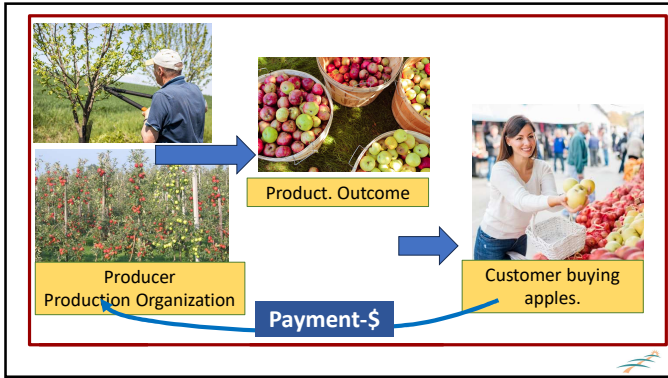 Product. Outcome
Producer
Production Organization
Customer buying
apples.
Payment-$